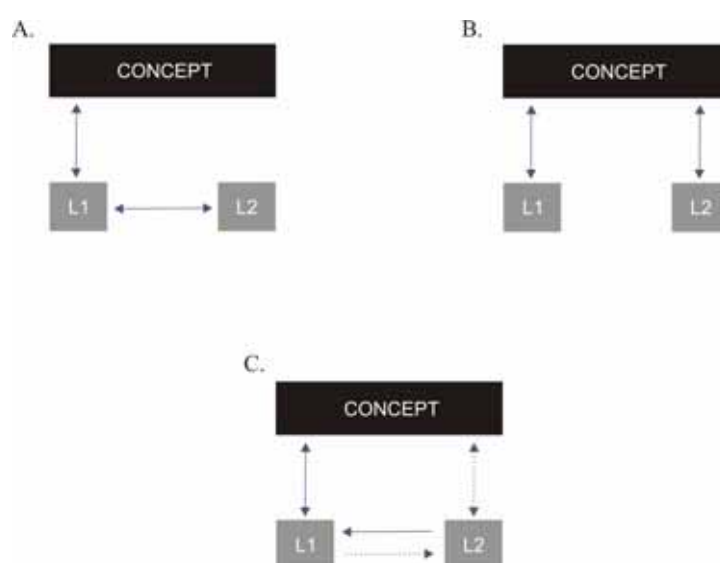 A.
CONCEPT
L1 L2
B.
CONCEPT
L1 L2
C.
CONCEPT
L1 L2